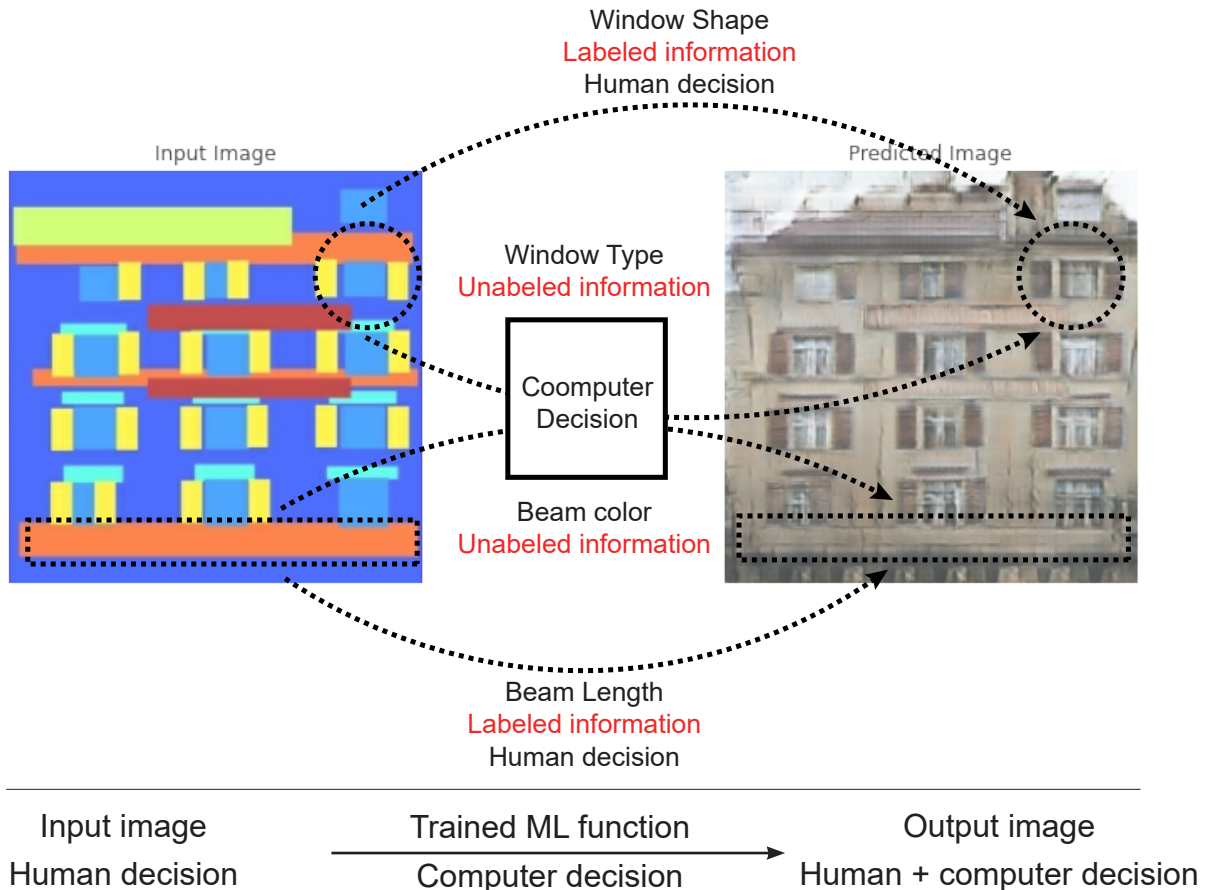 Window Shape
Labeled information
Human decision
Input Image
Predicted Image
Window Type
Unabeled information
Coomputer
Decision
Beam color
Unabeled information
Beam Length
Labeled information
Human decision
Input image
Trained ML function
Output image
Human decision
Computer decision
Human + computer decision